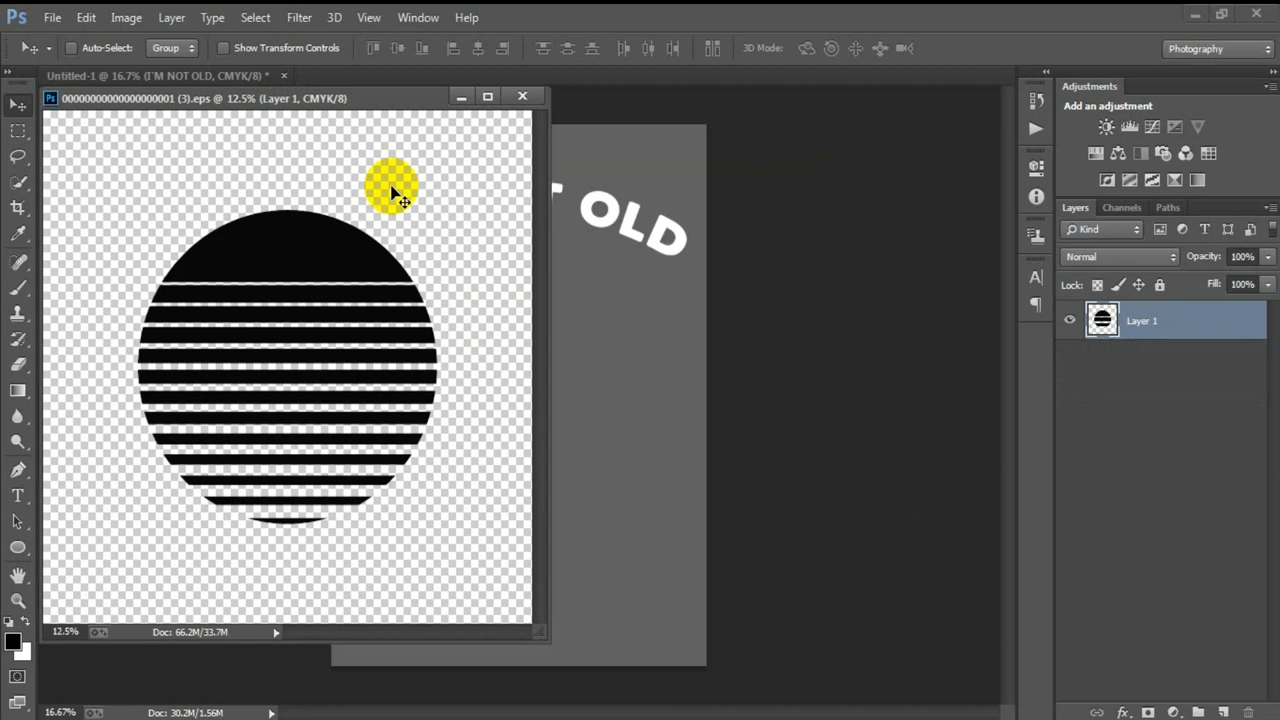 Ps File Edit Image Layer Type Select Filter 3D View Window Help
Auto-Select: Group Show Transform Controls 3D Mode: Photography
Untitled-1 @ 16.7% (I'M NOT OLD, CMYK/8) *
Ps 00000000000000000001 (3).eps @ 12.5% (Layer 1, CMYK/8)
Adjustments
Add an adjustment
OLD
Layers Channels Paths
Kind
Normal Opacity: 100%
Lock: Fill: 100%
Layer 1
12.5% Doc: 66.2M/33.7M
16.67% Doc: 30.2M/1.56M